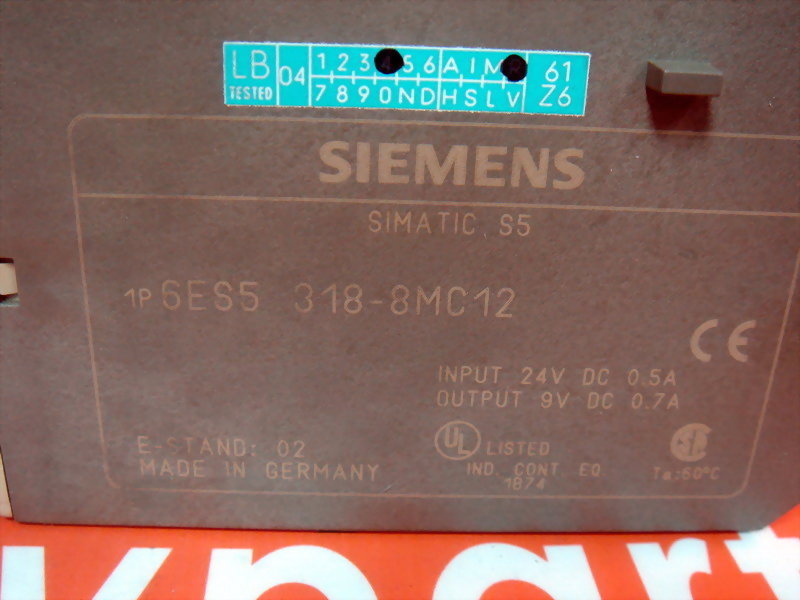 LB 04 1 2 3 5 6 A I M 61
TESTED 7 8 9 0 N D H S L V Z6
SIEMENS
SIMATIC S5
1P 6ES5 318-8MC12
CE
INPUT 24V DC 0.5A
OUTPUT 9V DC 0.7A
E-STAND: 02
MADE IN GERMANY
UL LISTED
IND. CONT. EQ.
1874
Ta:60°C